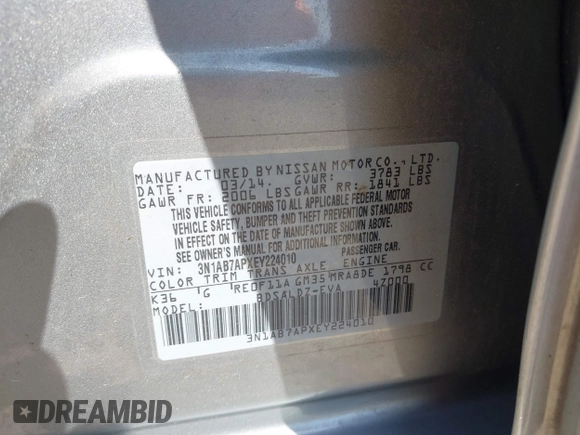 MANUFACTURED BY NISSAN MOTOR CO., LTD.
DATE: 03/14. GVWR: 3783 LBS
GAWR FR: 2006 LBS GAWR RR: 1841 LBS
THIS VEHICLE CONFORMS TO ALL APPLICABLE FEDERAL MOTOR
VEHICLE SAFETY, BUMPER AND THEFT PREVENTION STANDARDS
IN EFFECT ON THE DATE OF MANUFACTURE SHOWN ABOVE.
SEE OWNER'S MANUAL FOR ADDITIONAL INFORMATION.
VIN: 3N1AB7APXEY224010 PASSENGER CAR.
COLOR TRIM TRANS AXLE ENGINE
K36 G RE0F11A GM35 MRA8DE 1798 CC
MODEL: BDSALD7-EVA 47000
3N1AB7APXEY224010
DREAMBID